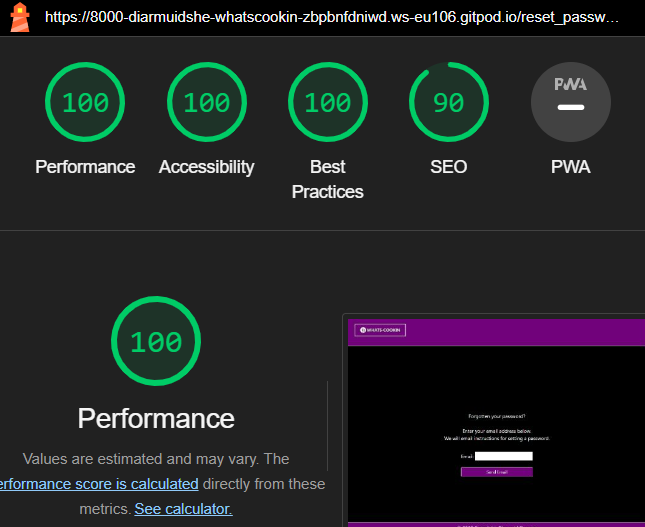 https://8000-diarmuidshe-whatscookin-zbpbnfdniwd.ws-eu106.gitpod.io/reset_passw...
100
100
100
90
PWA
Performance
Accessibility
Best
Practices
SEO
PWA
100
Performance
Values are estimated and may vary. The
erformance score is calculated directly from these
metrics. See calculator.
WHATS-COOKIN
Forgotten your password?
Enter your email address below.
We will email instructions for setting a password.
Email:
Send Email!